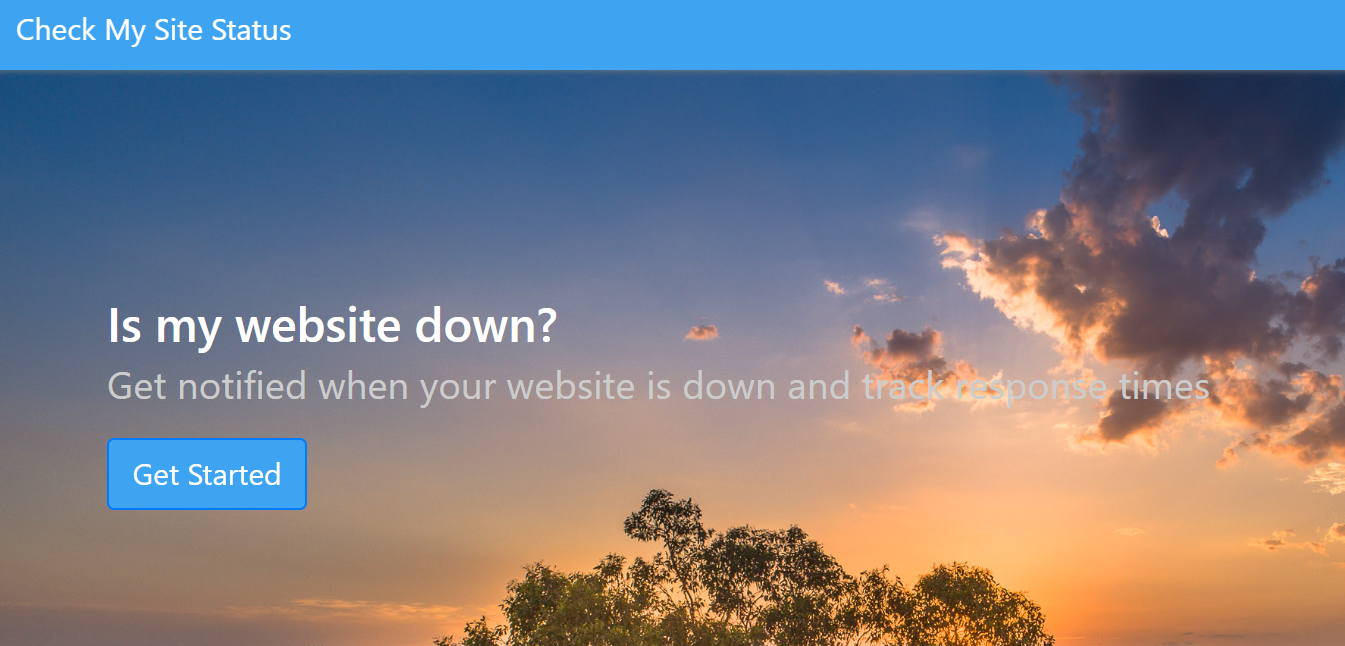 Check My Site Status
Is my website down?
Get notified when your website is down and track response times
Get Started